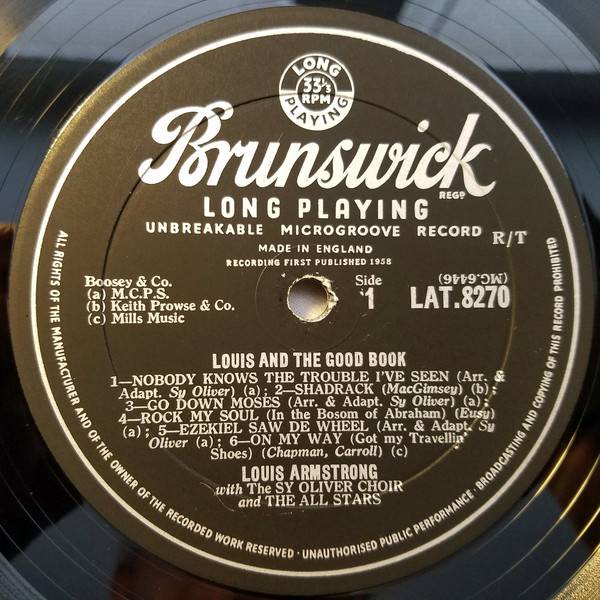 LONG
33⅓
RPM
PLAYING
Brunswick
REGD
LONG PLAYING
UNBREAKABLE MICROGROOVE RECORD
R/T
MADE IN ENGLAND
RECORDING FIRST PUBLISHED 1958
Boosey & Co.
(a) M.C.P.S.
(b) Keith Prowse & Co.
(c) Mills Music
Side
1
(MG.6446)
LAT.8270
LOUIS AND THE GOOD BOOK
1—NOBODY KNOWS THE TROUBLE I'VE SEEN (Arr. &
Adapt. Sy Oliver) (a); 2—SHADRACK (MacGimsey) (b);
3—GO DOWN MOSES (Arr. & Adapt. Sy Oliver) (a);
4—ROCK MY SOUL (In the Bosom of Abraham) (Eusy)
(a); 5—EZEKIEL SAW DE WHEEL (Arr. & Adapt. Sy
Oliver (a); 6—ON MY WAY (Got my Travellin'
Shoes) (Chapman, Carroll) (c)
LOUIS ARMSTRONG
with The SY OLIVER CHOIR
and THE ALL STARS
ALL RIGHTS OF THE MANUFACTURER AND OF THE OWNER OF THE RECORDED WORK RESERVED · UNAUTHORISED PUBLIC PERFORMANCE · BROADCASTING AND COPYING OF THIS RECORD PROHIBITED